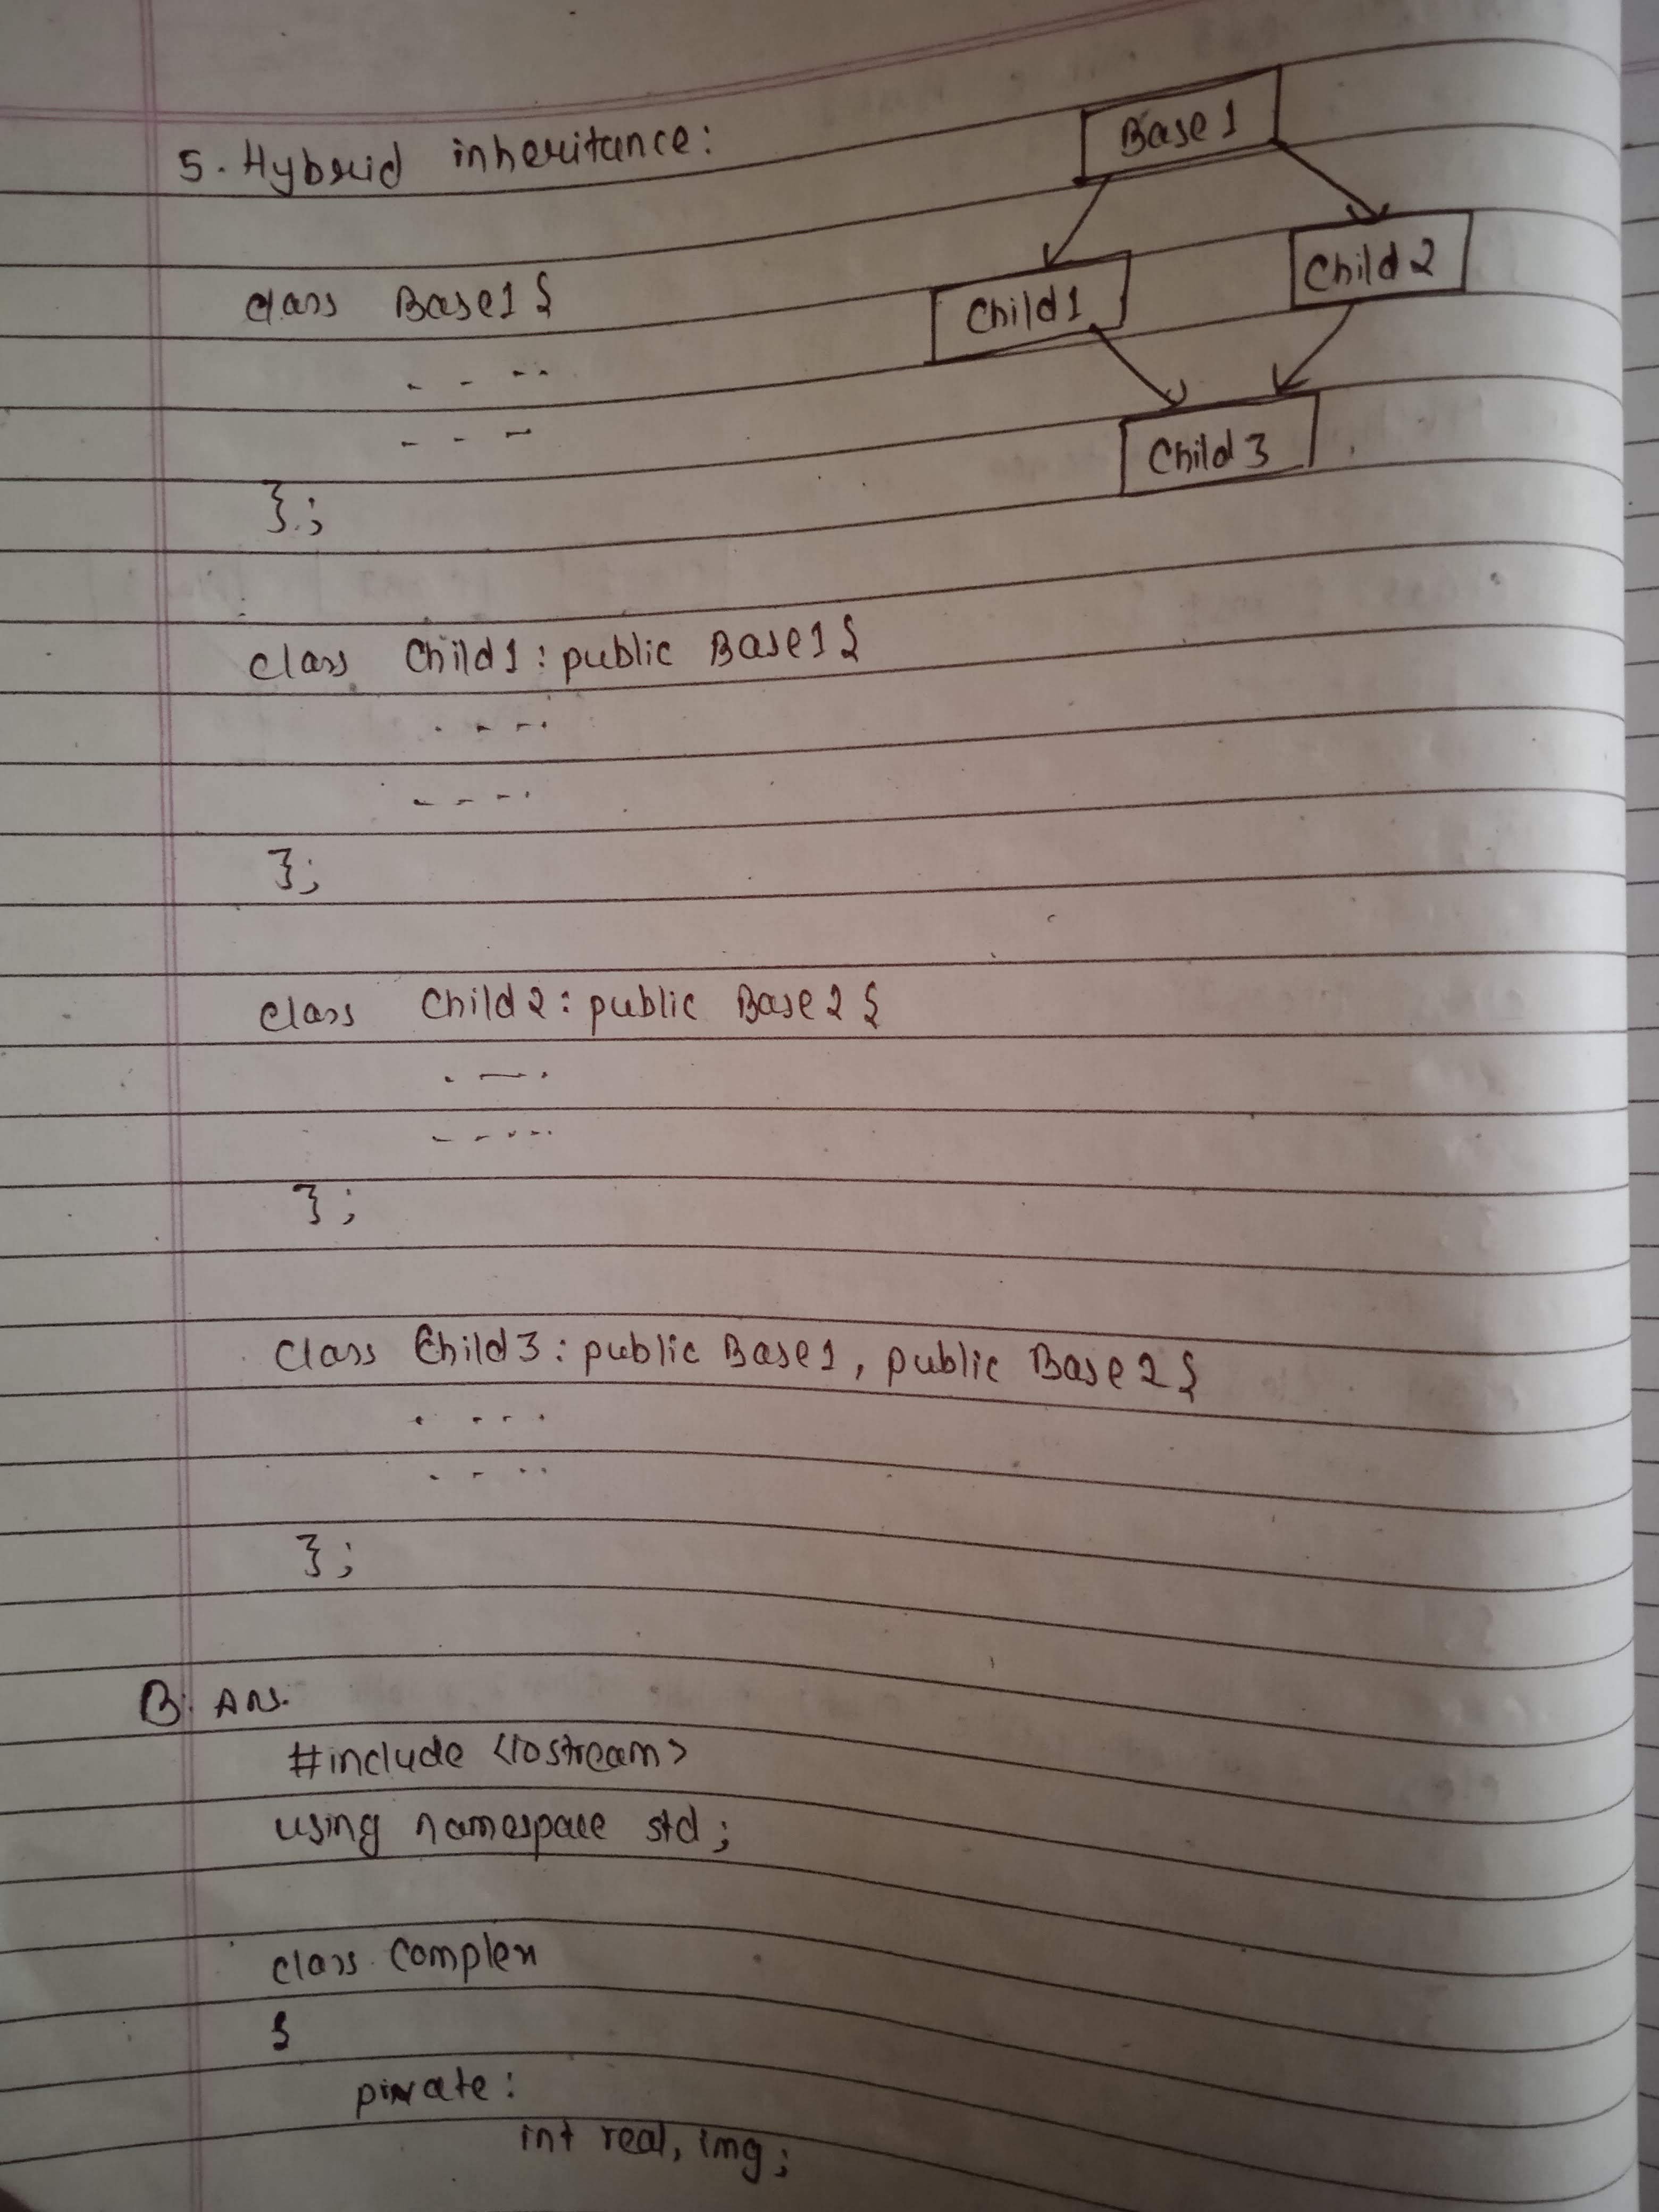 5. Hybrid inheritance:
Base 1
Child 1
Child 2
Child 3
class Base1 {
- - - -
- - -
};
class Child1 : public Base1 {
- - - -
- - - -
};
class Child2 : public Base2 {
. — .
- - - -
};
class Child3 : public Base1, public Base2 {
. - - .
. - - -
};
B. Ans.
#include <iostream>
using namespace std;
class Complex
{
private:
int real, img;